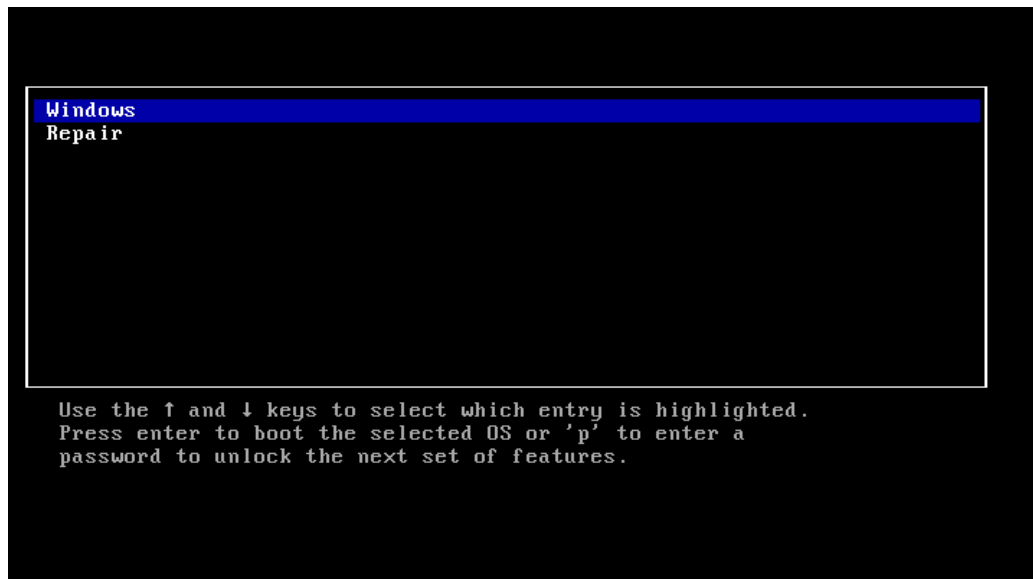 Windows
Repair
Use the ↑ and ↓ keys to select which entry is highlighted.
Press enter to boot the selected OS or 'p' to enter a
password to unlock the next set of features.